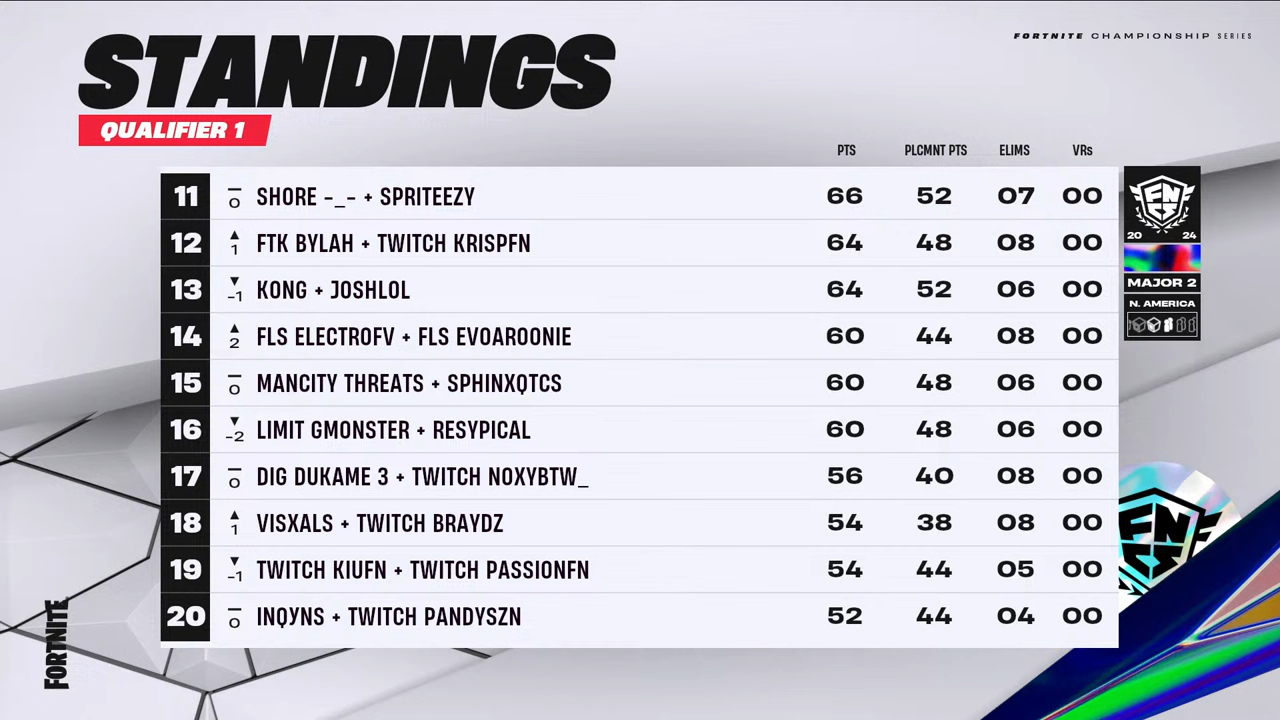 STANDINGS
FORTNITE CHAMPIONSHIP SERIES
QUALIFIER 1
PTS PLCMNT PTS ELIMS VRs
11 0 SHORE -_- + SPRITEEZY 66 52 07 00
12 ▲ 1 FTK BYLAH + TWITCH KRISPFN 64 48 08 00
13 ▼ -1 KONG + JOSHLOL 64 52 06 00
14 ▲ 2 FLS ELECTROFV + FLS EVOAROONIE 60 44 08 00
15 0 MANCITY THREATS + SPHINXQTCS 60 48 06 00
16 ▼ -2 LIMIT GMONSTER + RESYPICAL 60 48 06 00
17 0 DIG DUKAME 3 + TWITCH NOXYBTW_ 56 40 08 00
18 ▲ 1 VISXALS + TWITCH BRAYDZ 54 38 08 00
19 ▼ -1 TWITCH KIUFN + TWITCH PASSIONFN 54 44 05 00
20 0 INQYNS + TWITCH PANDYSZN 52 44 04 00
FN
CS
20 24
MAJOR 2
N. AMERICA
FN
CS
FORTNITE